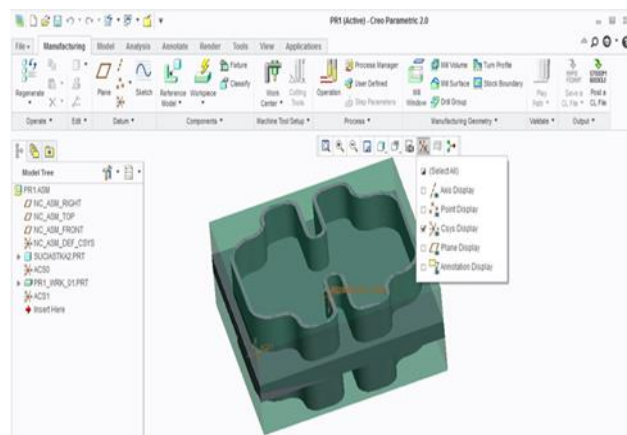 PR1 (Active) - Creo Parametric 2.0
File Manufacturing Model Analysis Annotate Render Tools View Applications
Regenerate
Plane
Sketch
Reference Model
Workpiece
Fixture
Classify
Work Center
Cutting Tools
Operation
Process Manager
User Defined
Step Parameters
Mill Window
Mill Volume
Mill Surface
Drill Group
Turn Profile
Stock Boundary
Play Path
Save a CL File
Post a CL File
Operate Edit Datum Components Machine Tool Setup Process Manufacturing Geometry Validate Output
Model Tree
PR1.ASM
NC_ASM_RIGHT
NC_ASM_TOP
NC_ASM_FRONT
NC_ASM_DEF_CSYS
SUCIASTKA2.PRT
ACS0
PR1_WRK_01.PRT
ACS1
Insert Here
(Select All)
Axis Display
Point Display
Csys Display
Plane Display
Annotation Display